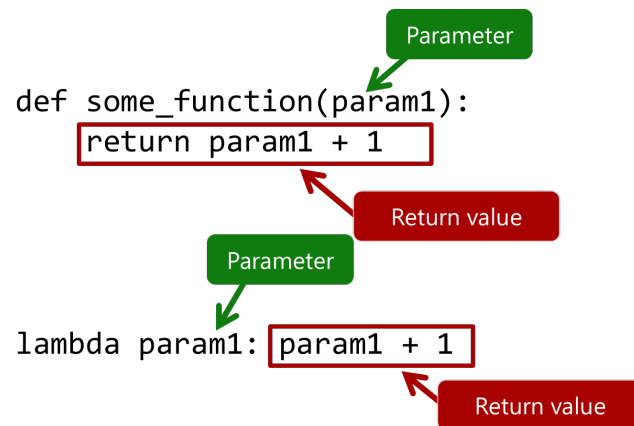 Parameter
def some_function(param1):
    return param1 + 1
Return value
Parameter
lambda param1: param1 + 1
Return value